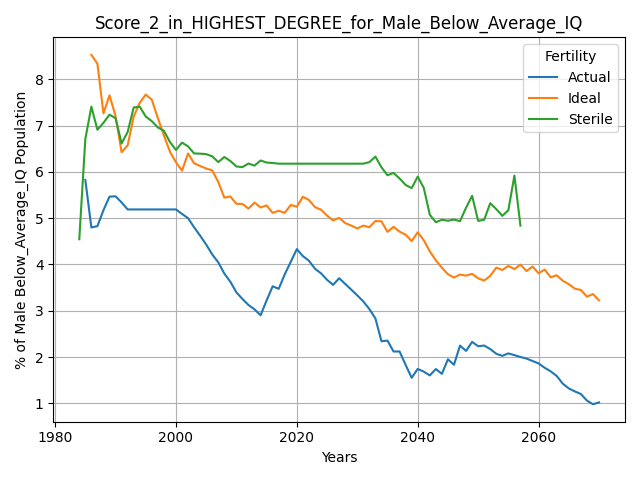 Score_2_in_HIGHEST_DEGREE_for_Male_Below_Average_IQ
% of Male Below_Average_IQ Population
8
7
6
5
4
3
2
1
Fertility
Actual
Ideal
Sterile
1980 2000 2020 2040 2060
Years